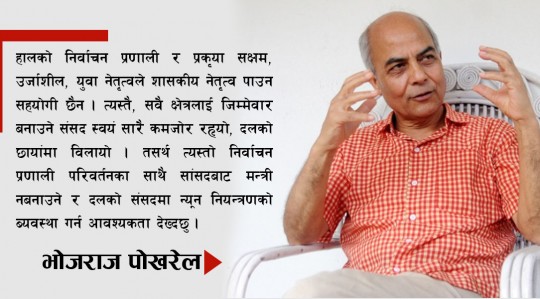 हालको निर्वाचन प्रणाली र प्रकृया सक्षम,
उर्जाशील, युवा नेतृत्वले शासकीय नेतृत्व पाउन
सहयोगी छैन । त्यस्तै, सबै क्षेत्रलाई जिम्मेवार
बनाउने संसद स्वयं सारै कमजोर रहृयो, दलको
छायांमा विलायो । तसर्थ त्यस्तो निर्वाचन
प्रणाली परिवर्तनका साथै सांसदबाट मन्त्री
नबनाउने र दलको संसदमा न्यून नियन्त्रणको
ब्यवस्था गर्न आवश्यकता देख्दछु ।
भोजराज पोखरेल